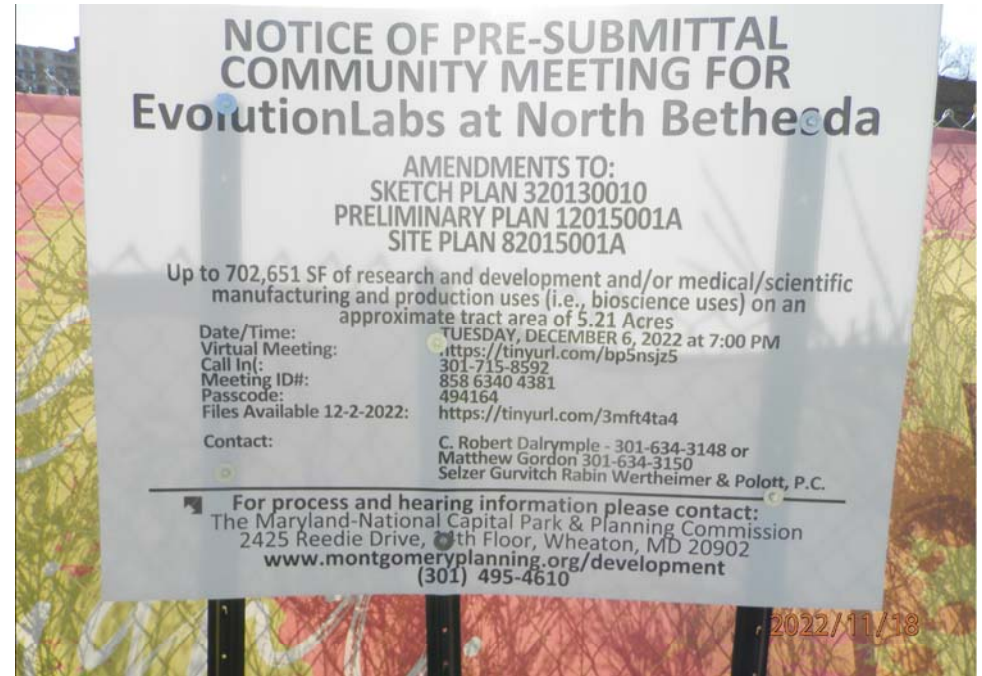 NOTICE OF PRE-SUBMITTAL
COMMUNITY MEETING FOR
EvolutionLabs at North Bethesda
AMENDMENTS TO:
SKETCH PLAN 320130010
PRELIMINARY PLAN 12015001A
SITE PLAN 82015001A
Up to 702,651 SF of research and development and/or medical/scientific
manufacturing and production uses (i.e., bioscience uses) on an
approximate tract area of 5.21 Acres
Date/Time: TUESDAY, DECEMBER 6, 2022 at 7:00 PM
Virtual Meeting: https://tinyurl.com/bp5nsjz5
Call In(: 301-715-8592
Meeting ID#: 858 6340 4381
Passcode: 494164
Files Available 12-2-2022: https://tinyurl.com/3mft4ta4
Contact: C. Robert Dalrymple - 301-634-3148 or
Matthew Gordon 301-634-3150
Selzer Gurvitch Rabin Wertheimer & Polott, P.C.
For process and hearing information please contact:
The Maryland-National Capital Park & Planning Commission
2425 Reedie Drive, Floor, Wheaton, MD 20902
www.montgomeryplanning.org/development
(301) 495-4610
2022/11/18